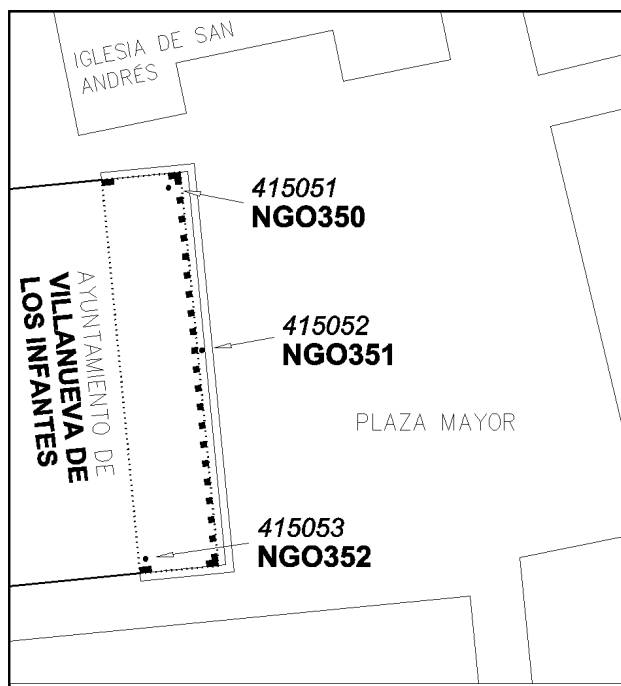 IGLESIA DE SAN
ANDRÉS
415051
NGO350
415052
NGO351
AYUNTAMIENTO DE
VILLANUEVA DE
LOS INFANTES
PLAZA MAYOR
415053
NGO352